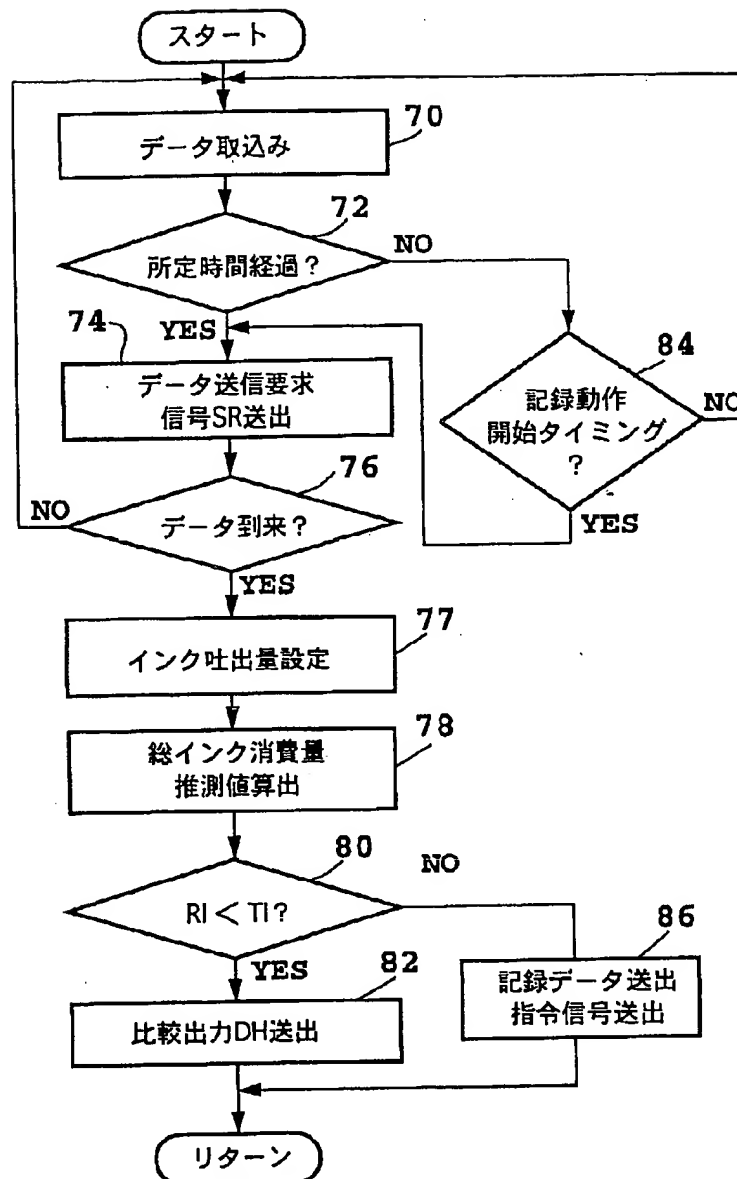 スタート
70
データ取込み
72
所定時間経過?
NO
74
YES
データ送信要求
信号SR送出
84
記録動作
開始タイミング
?
NO
YES
76
NO
データ到来?
YES
77
インク吐出量設定
78
総インク消費量
推測値算出
80
NO
RI<TI?
YES
82
比較出力DH送出
86
記録データ送出
指令信号送出
リターン